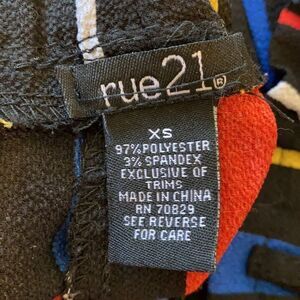 rue21®
XS
97% POLYESTER
3% SPANDEX
EXCLUSIVE OF
TRIMS
MADE IN CHINA
RN 70829
SEE REVERSE
FOR CARE